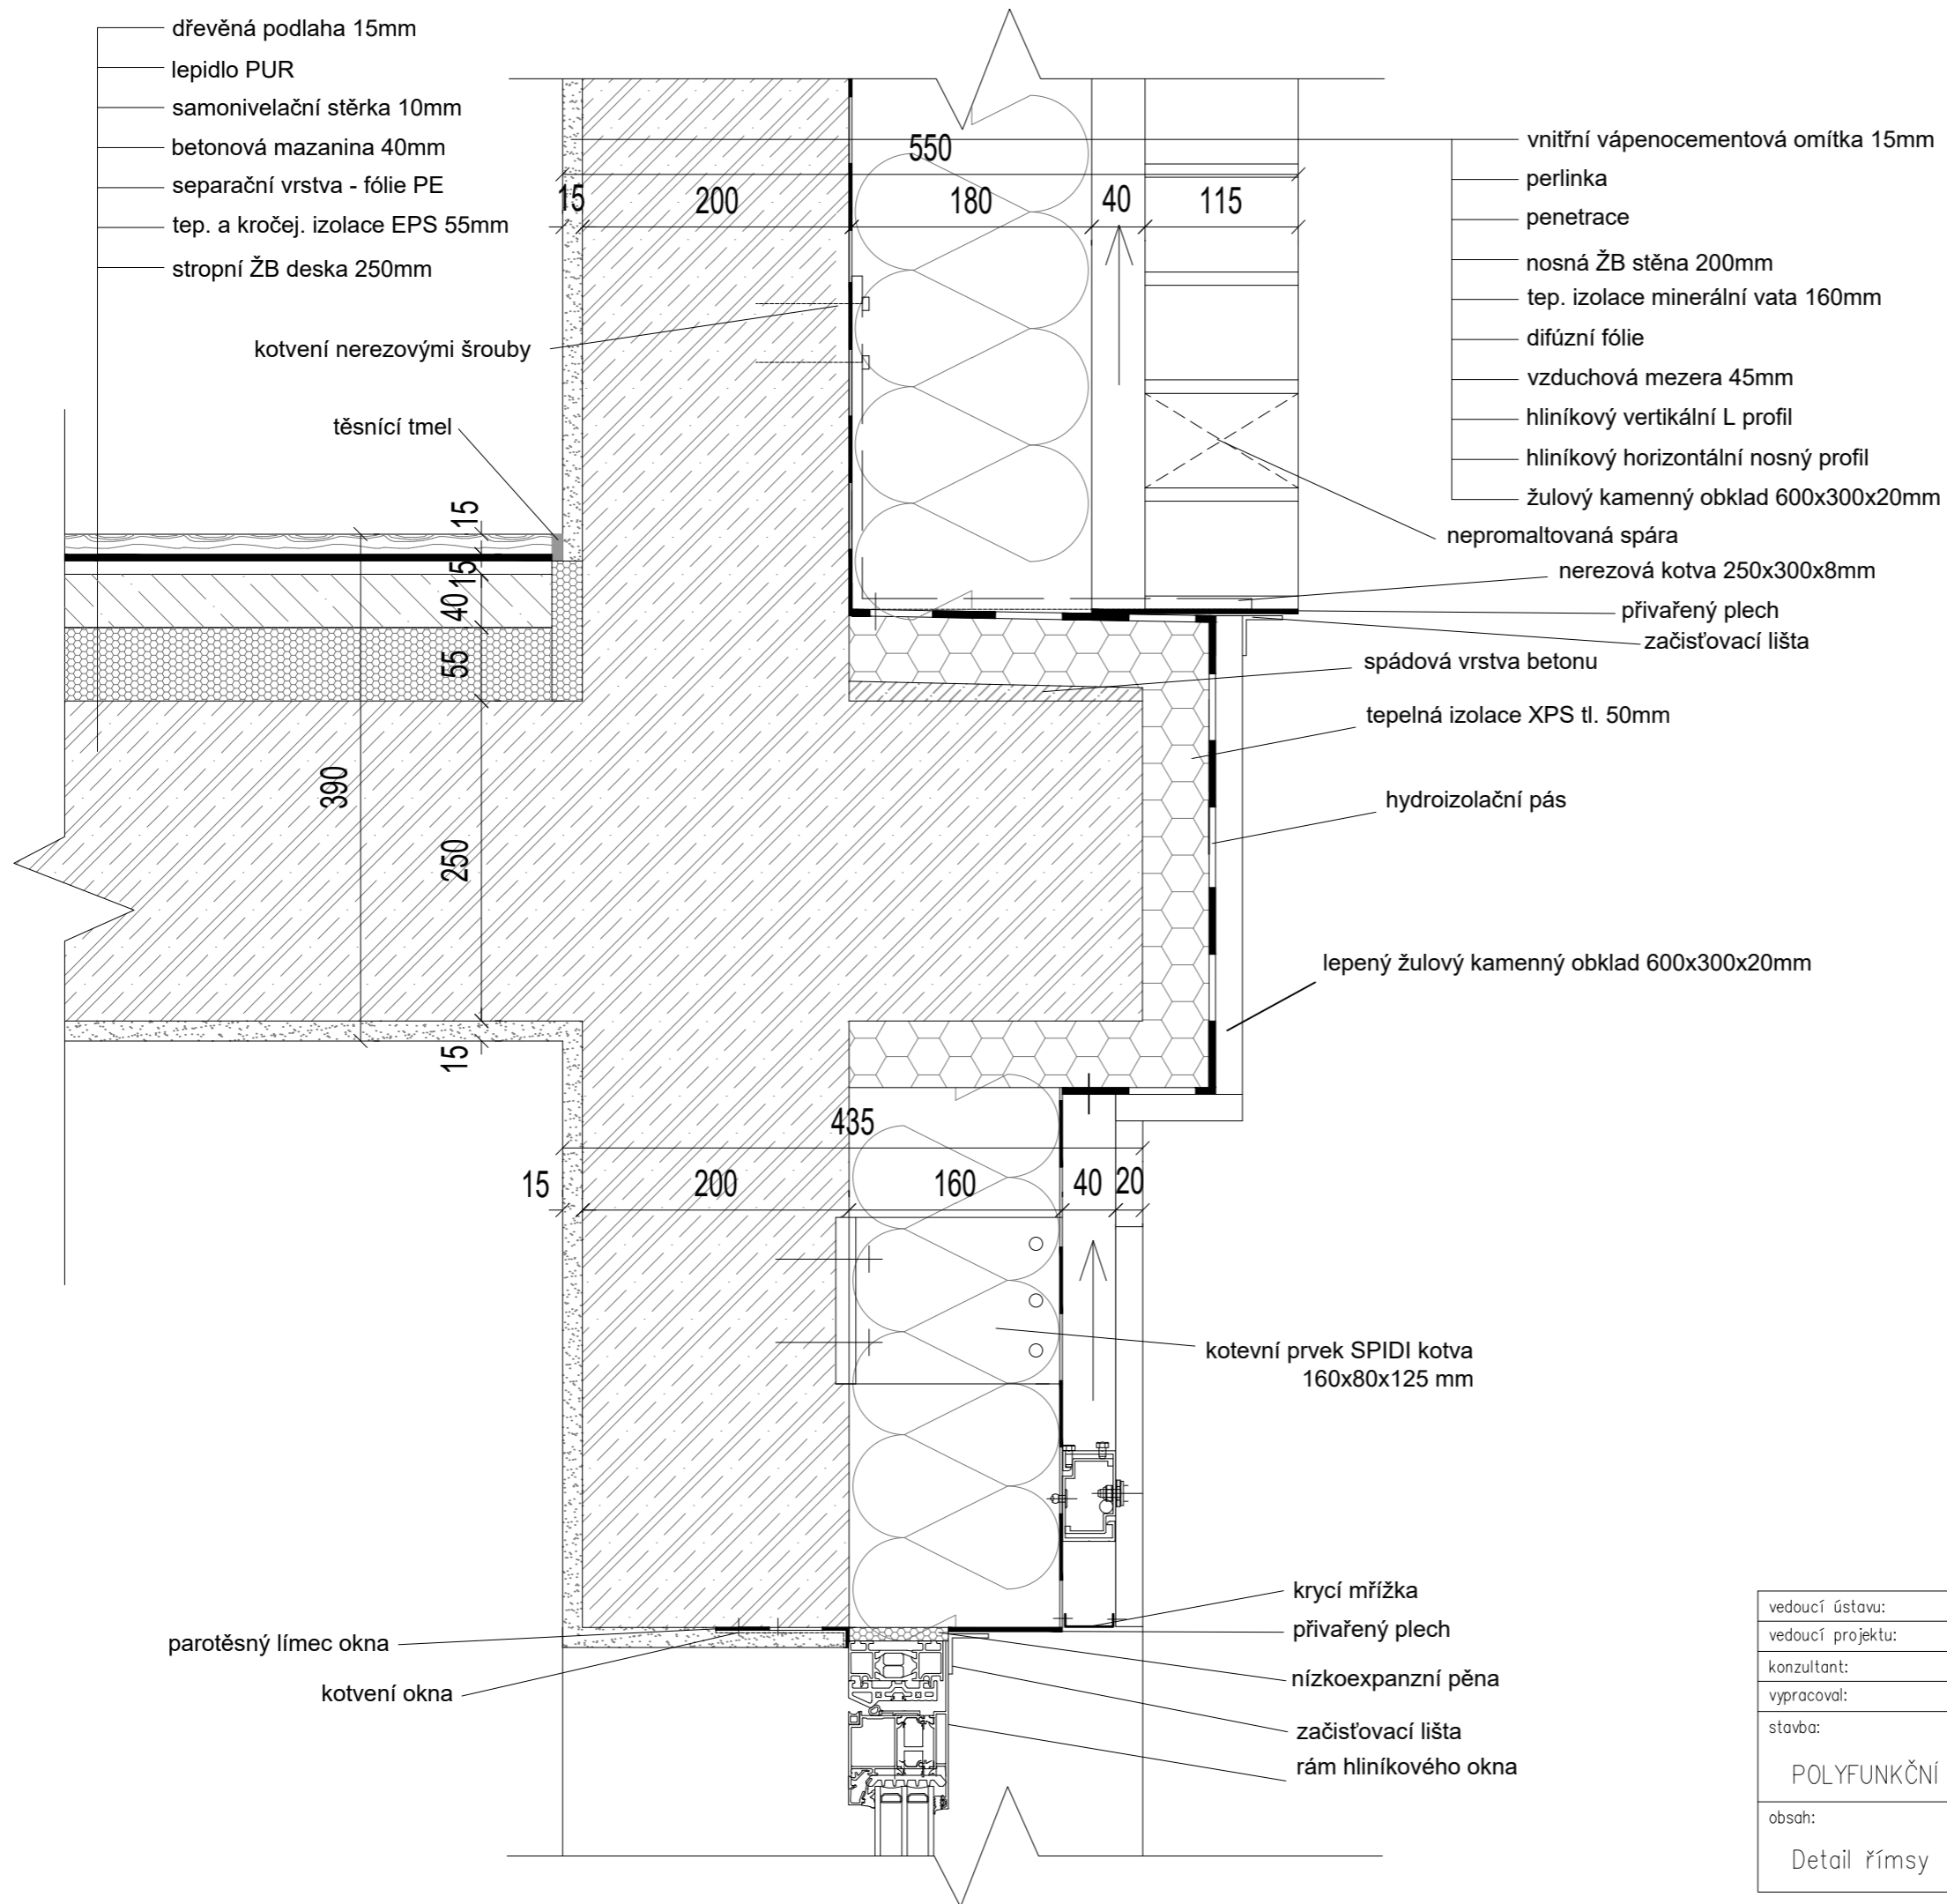 dřevěná podlaha 15mm
lepidlo PUR
samonivelační stěrka 10mm
betonová mazanina 40mm
separační vrstva - fólie PE
tep. a kročej. izolace EPS 55mm
stropní ŽB deska 250mm
kotvení nerezovými šrouby
těsnící tmel
550
15
200
180
40
115
vnitřní vápenocementová omítka 15mm
perlinka
penetrace
nosná ŽB stěna 200mm
tep. izolace minerální vata 160mm
difúzní fólie
vzduchová mezera 45mm
hliníkový vertikální L profil
hliníkový horizontální nosný profil
žulový kamenný obklad 600x300x20mm
nepromaltovaná spára
nerezová kotva 250x300x8mm
přivařený plech
začisťovací lišta
spádová vrstva betonu
tepelná izolace XPS tl. 50mm
hydroizolační pás
lepený žulový kamenný obklad 600x300x20mm
15
15
40
55
390
250
15
435
15
200
160
40
20
kotevní prvek SPIDI kotva
160x80x125 mm
krycí mřížka
přivařený plech
nízkoexpanzní pěna
začisťovací lišta
rám hliníkového okna
parotěsný límec okna
kotvení okna
vedoucí ústavu:
vedoucí projektu:
konzultant:
vypracoval:
stavba:
POLYFUNKČNÍ
obsah:
Detail římsy